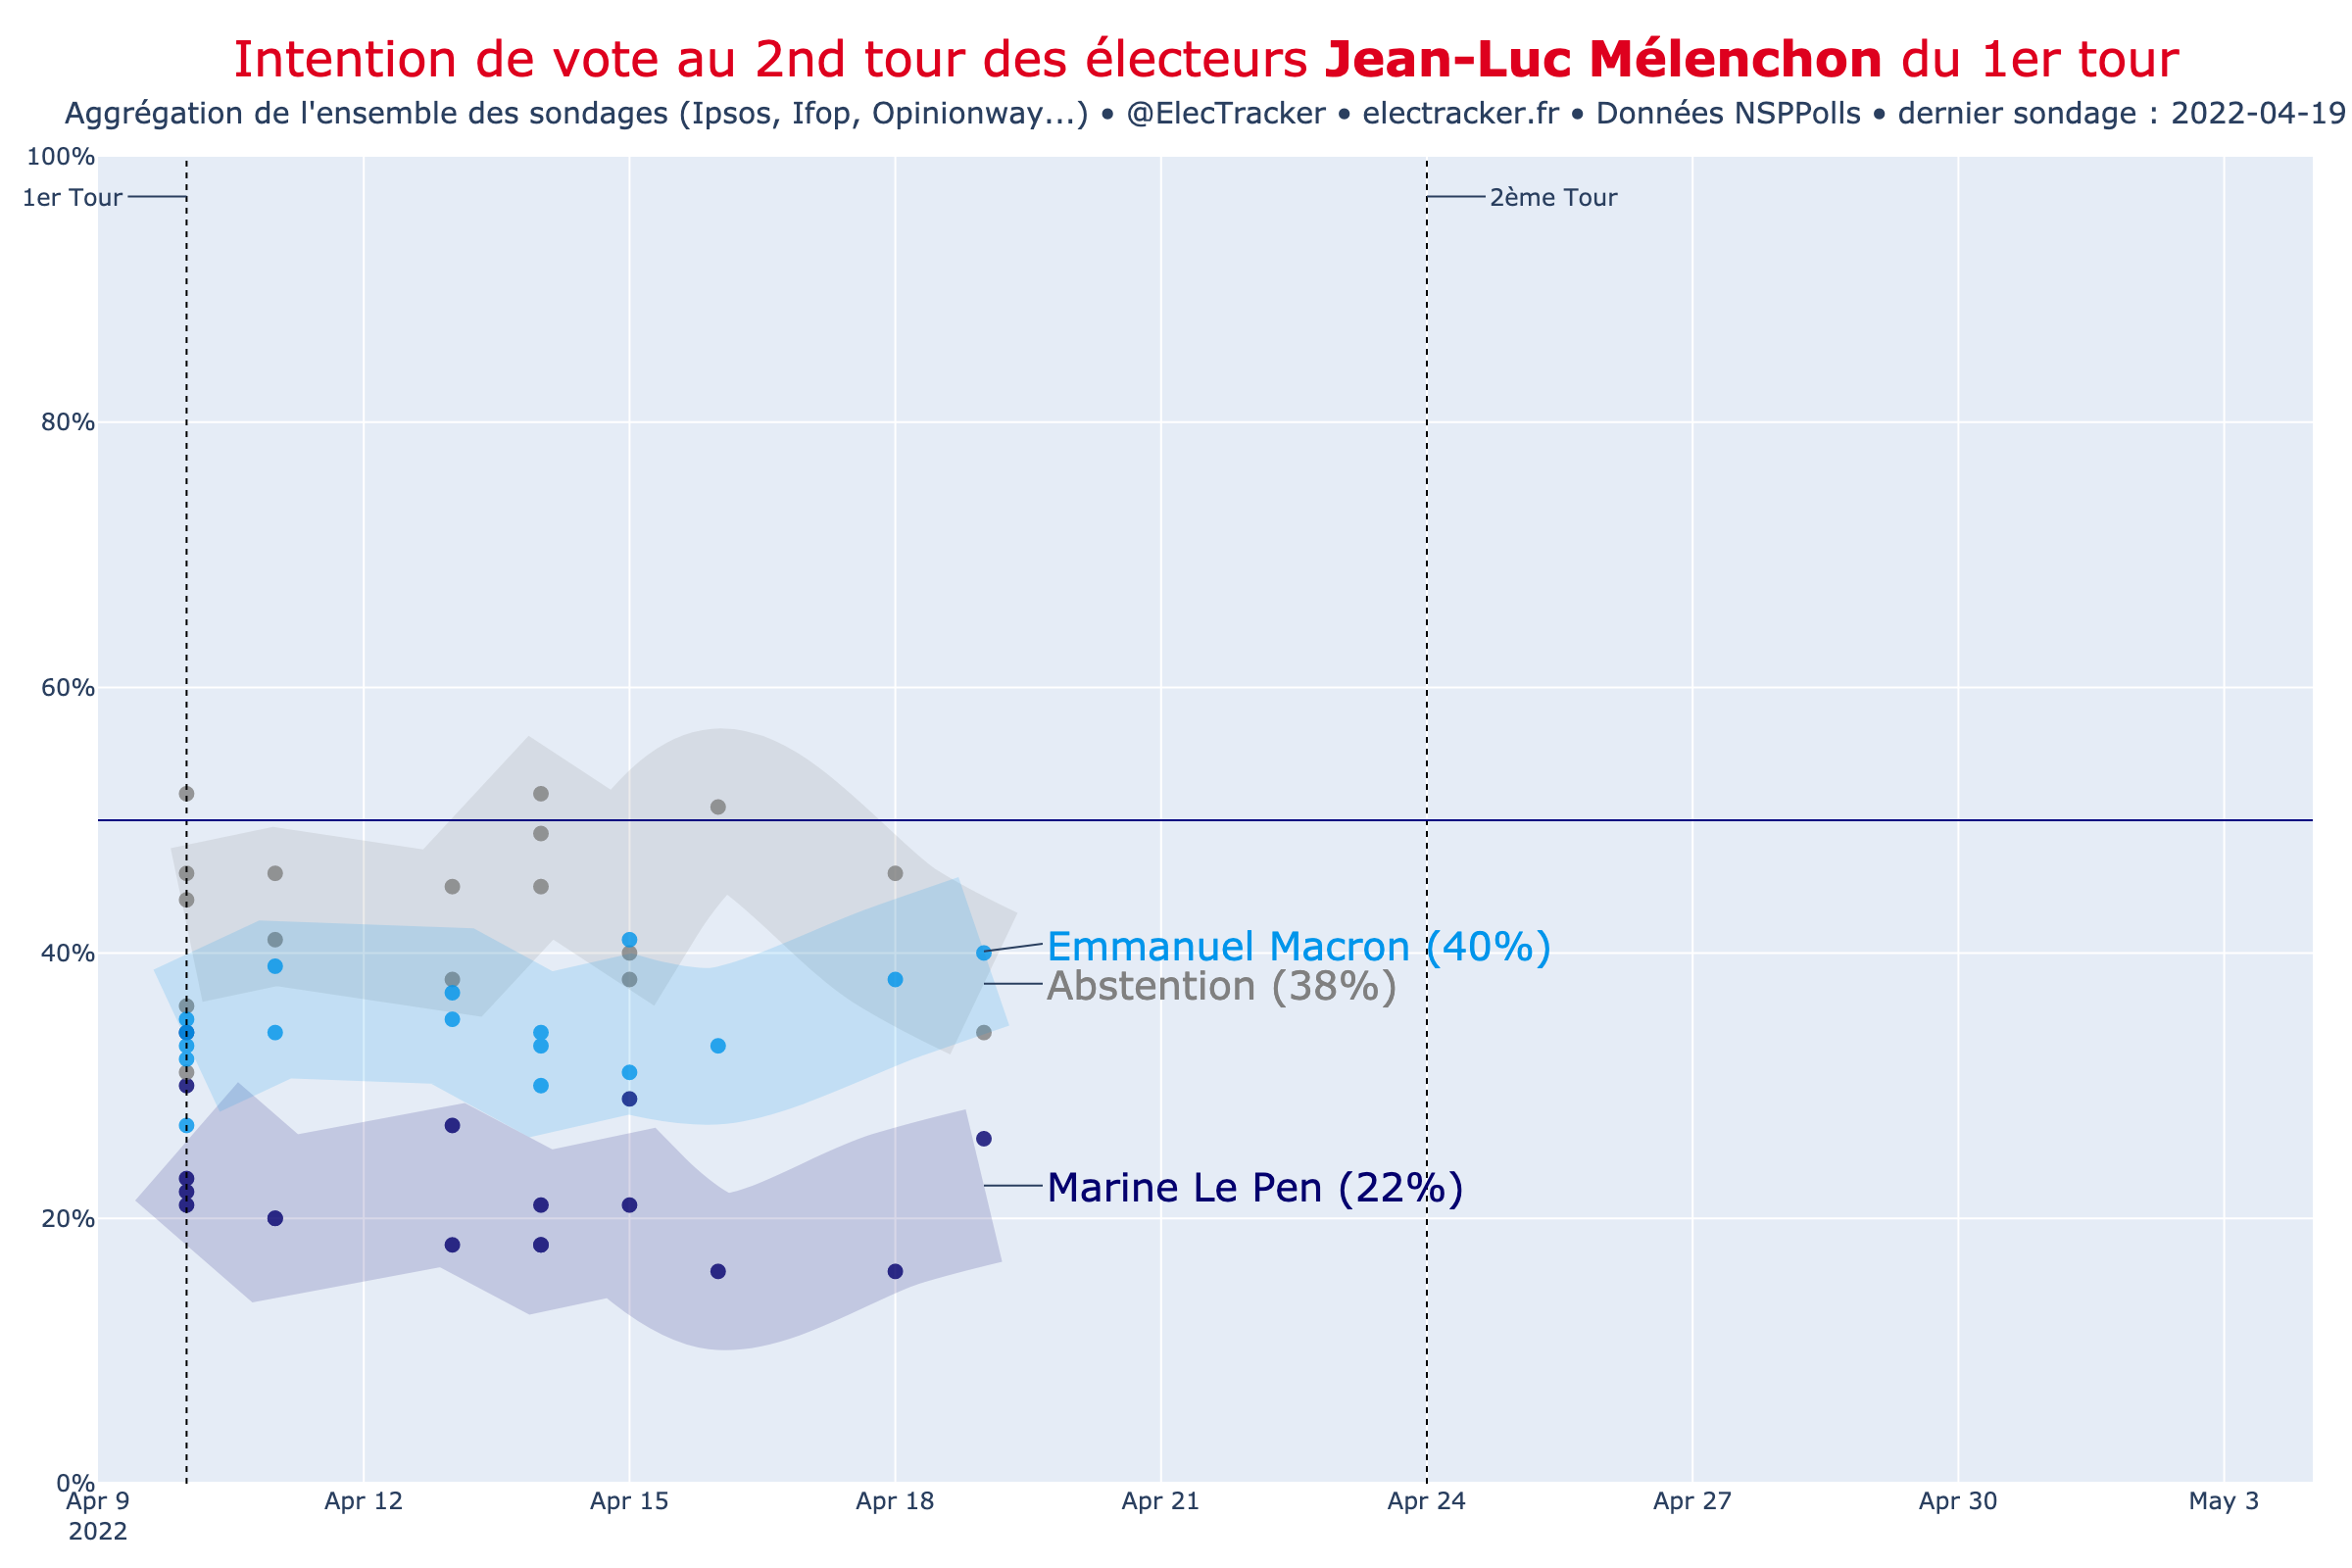 Intention de vote au 2nd tour des électeurs Jean-Luc Mélenchon du 1er tour
Aggrégation de l'ensemble des sondages (Ipsos, Ifop, Opinionway...) • @ElecTracker • electracker.fr • Données NSPPolls • dernier sondage : 2022-04-19
100%
1er Tour
2ème Tour
80%
60%
40%
Emmanuel Macron (40%)
Abstention (38%)
Marine Le Pen (22%)
20%
0%
Apr 9 Apr 12 Apr 15 Apr 18 Apr 21 Apr 24 Apr 27 Apr 30 May 3
2022